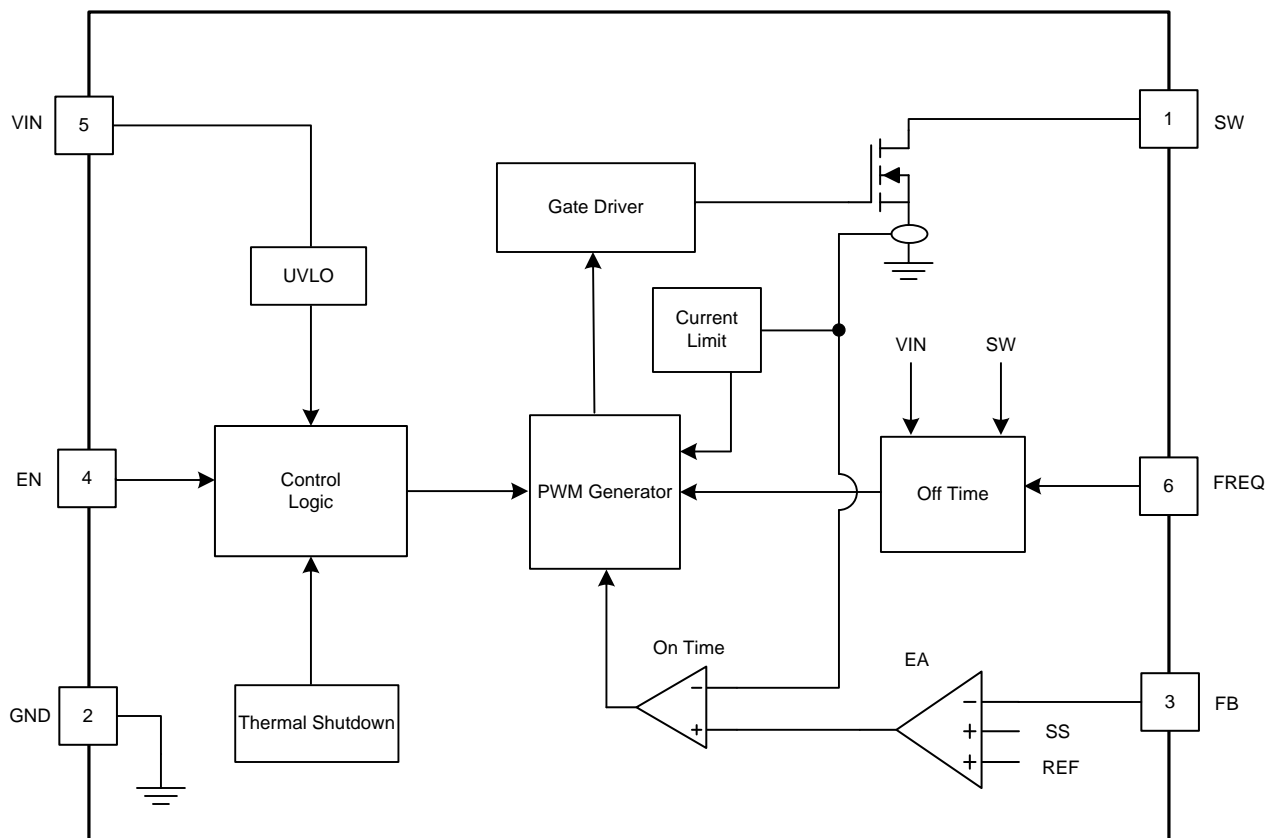 VIN
5
1
SW
Gate Driver
UVLO
Current
Limit
VIN
SW
EN
4
Control
Logic
PWM Generator
Off Time
6
FREQ
On Time
EA
GND
2
Thermal Shutdown
−
+
−
+
+
SS
REF
3
FB